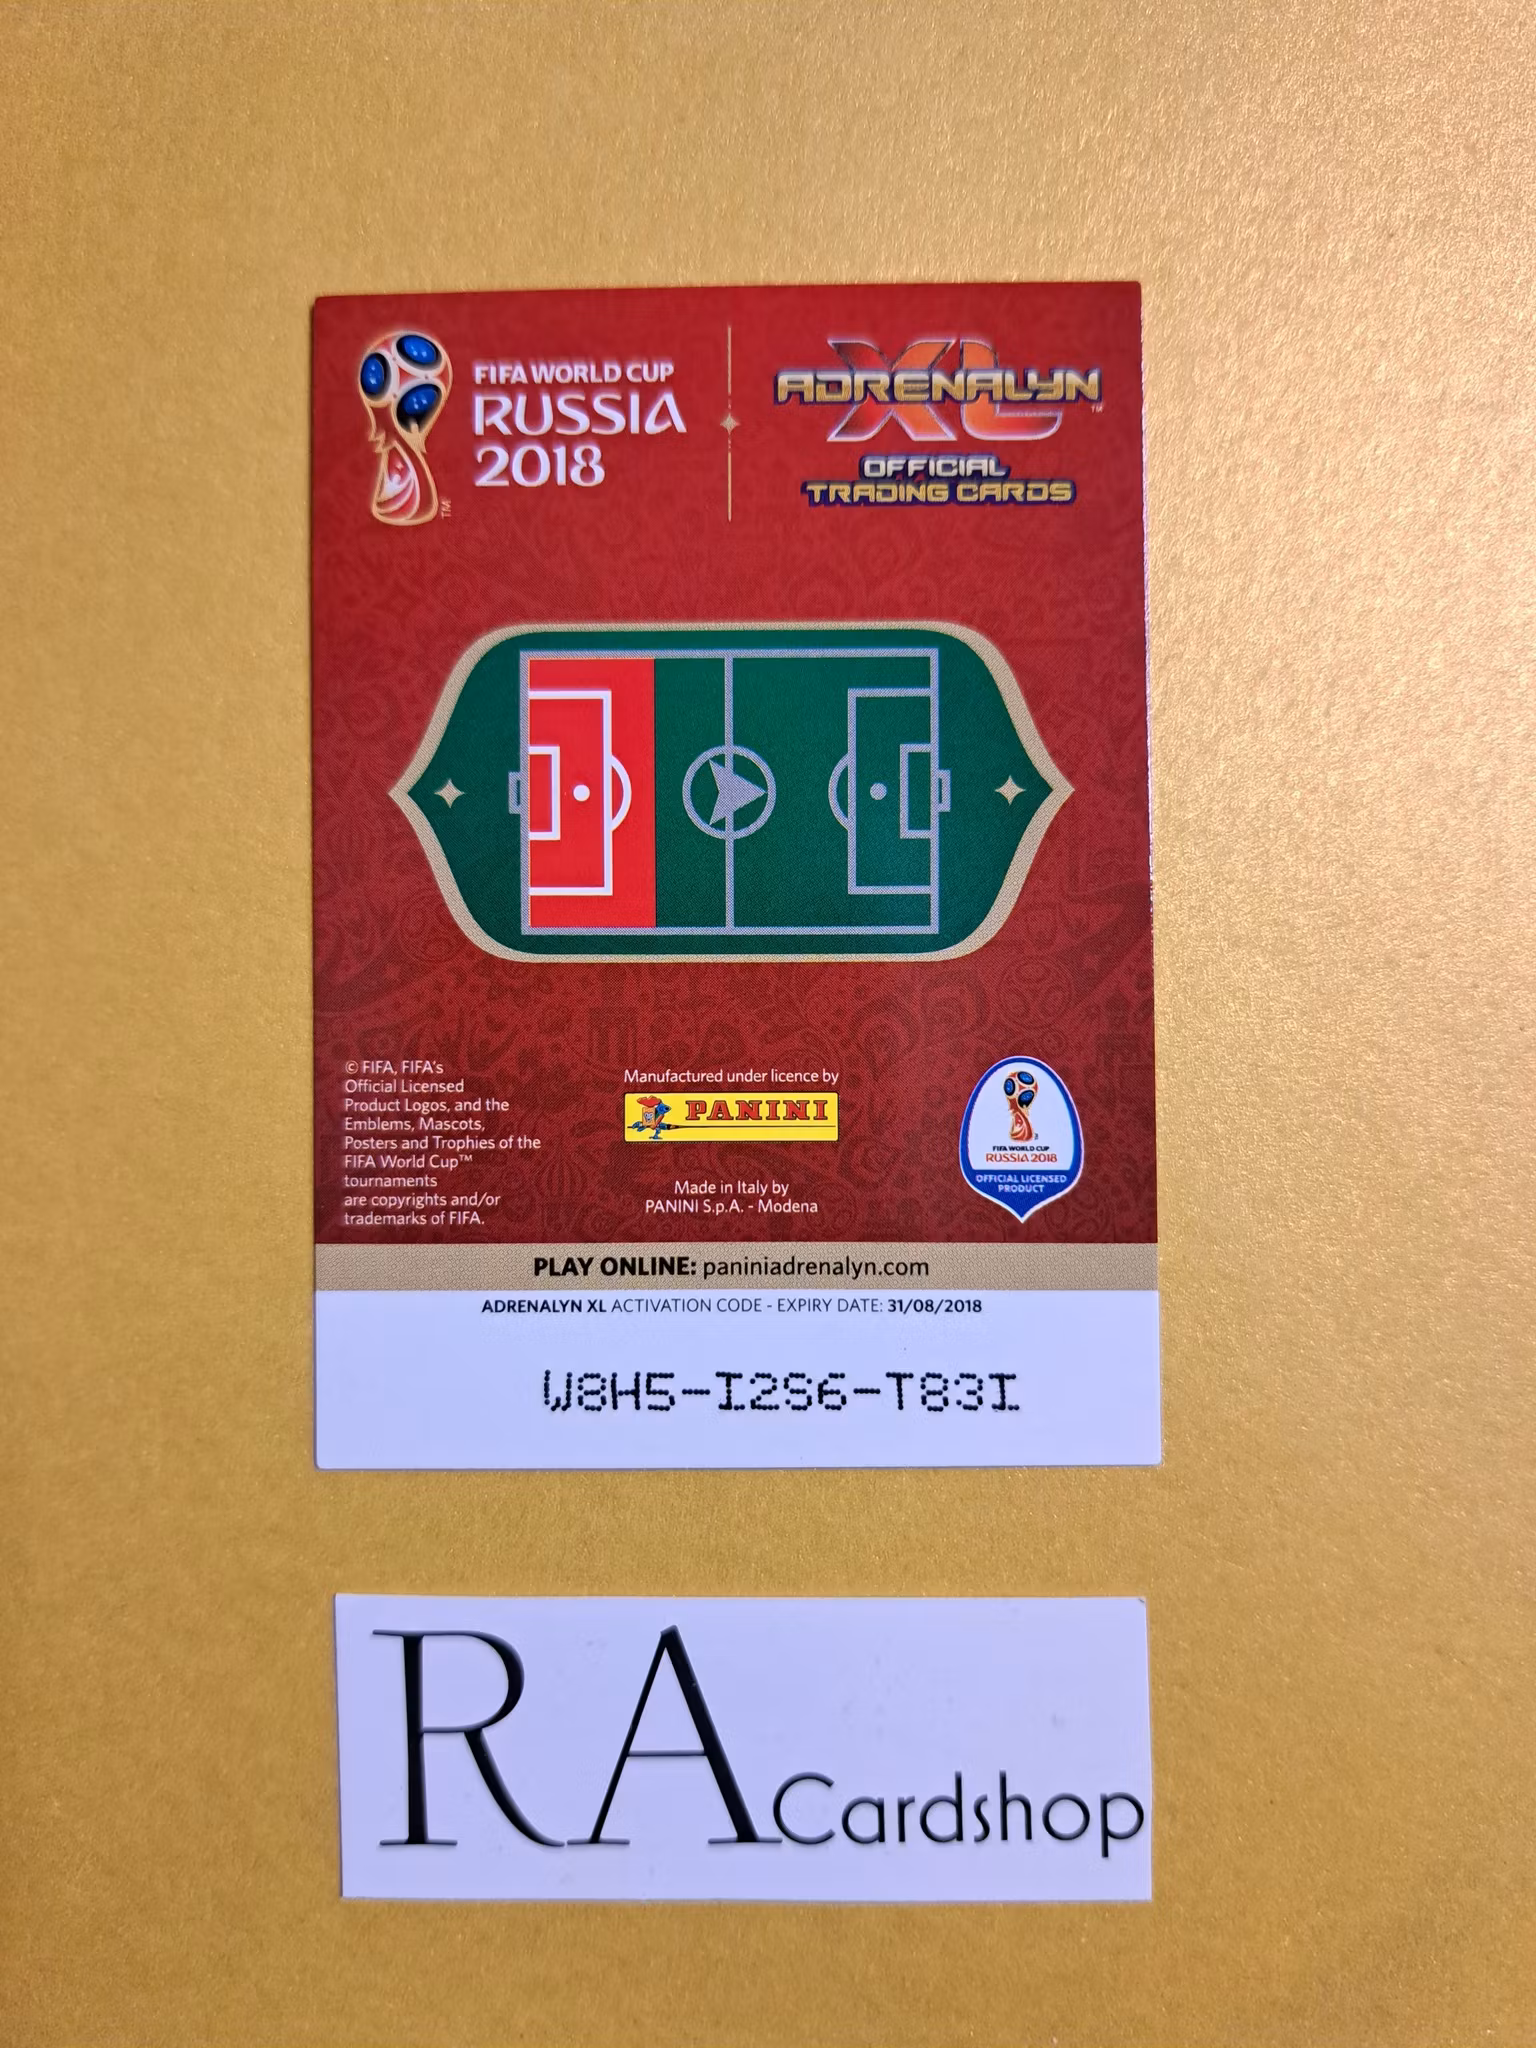 FIFA WORLD CUP
RUSSIA
2018
TM
ADRENALYN
XL
TM
OFFICIAL
TRADING CARDS
© FIFA, FIFA's
Official Licensed
Product Logos, and the
Emblems, Mascots,
Posters and Trophies of the
FIFA World Cup™
tournaments
are copyrights and/or
trademarks of FIFA.
Manufactured under licence by
PANINI
Made in Italy by
PANINI S.p.A. - Modena
FIFA WORLD CUP
RUSSIA 2018
OFFICIAL LICENSED
PRODUCT
PLAY ONLINE: paniniadrenalyn.com
ADRENALYN XL ACTIVATION CODE - EXPIRY DATE: 31/08/2018
W8H5-I2S6-T83I
RA Cardshop